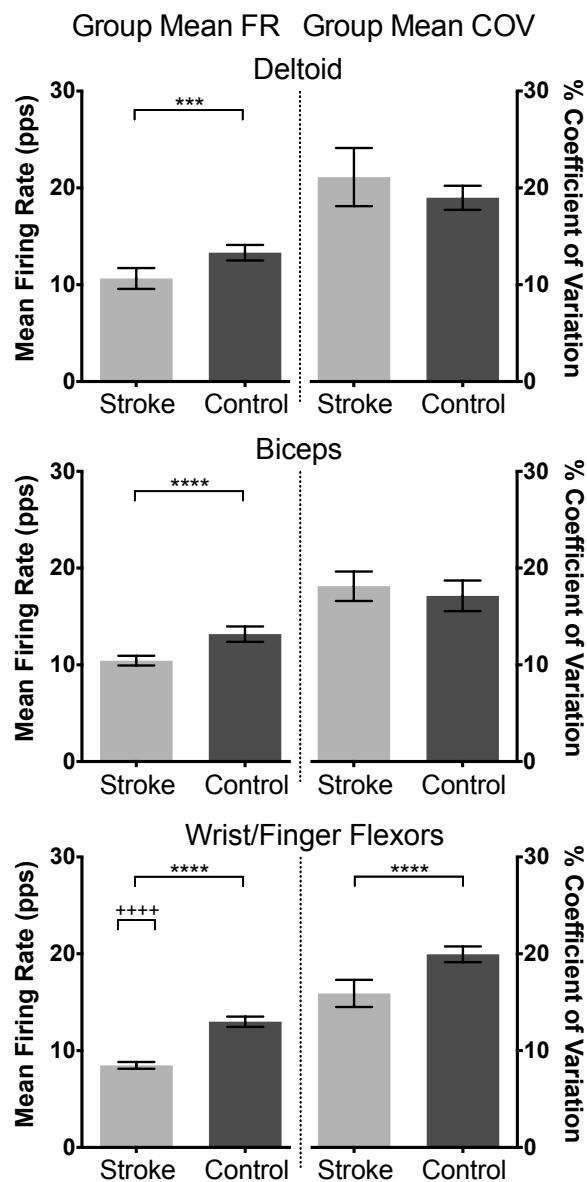 Group Mean FR Group Mean COV
Deltoid
Mean Firing Rate (pps)
30
20
10
0
***
Stroke Control
Stroke Control
30
20
10
0
% Coefficient of Variation
Biceps
Mean Firing Rate (pps)
30
20
10
0
****
Stroke Control
Stroke Control
30
20
10
0
% Coefficient of Variation
Wrist/Finger Flexors
Mean Firing Rate (pps)
30
20
10
0
****
++++
Stroke Control
****
Stroke Control
30
20
10
0
% Coefficient of Variation